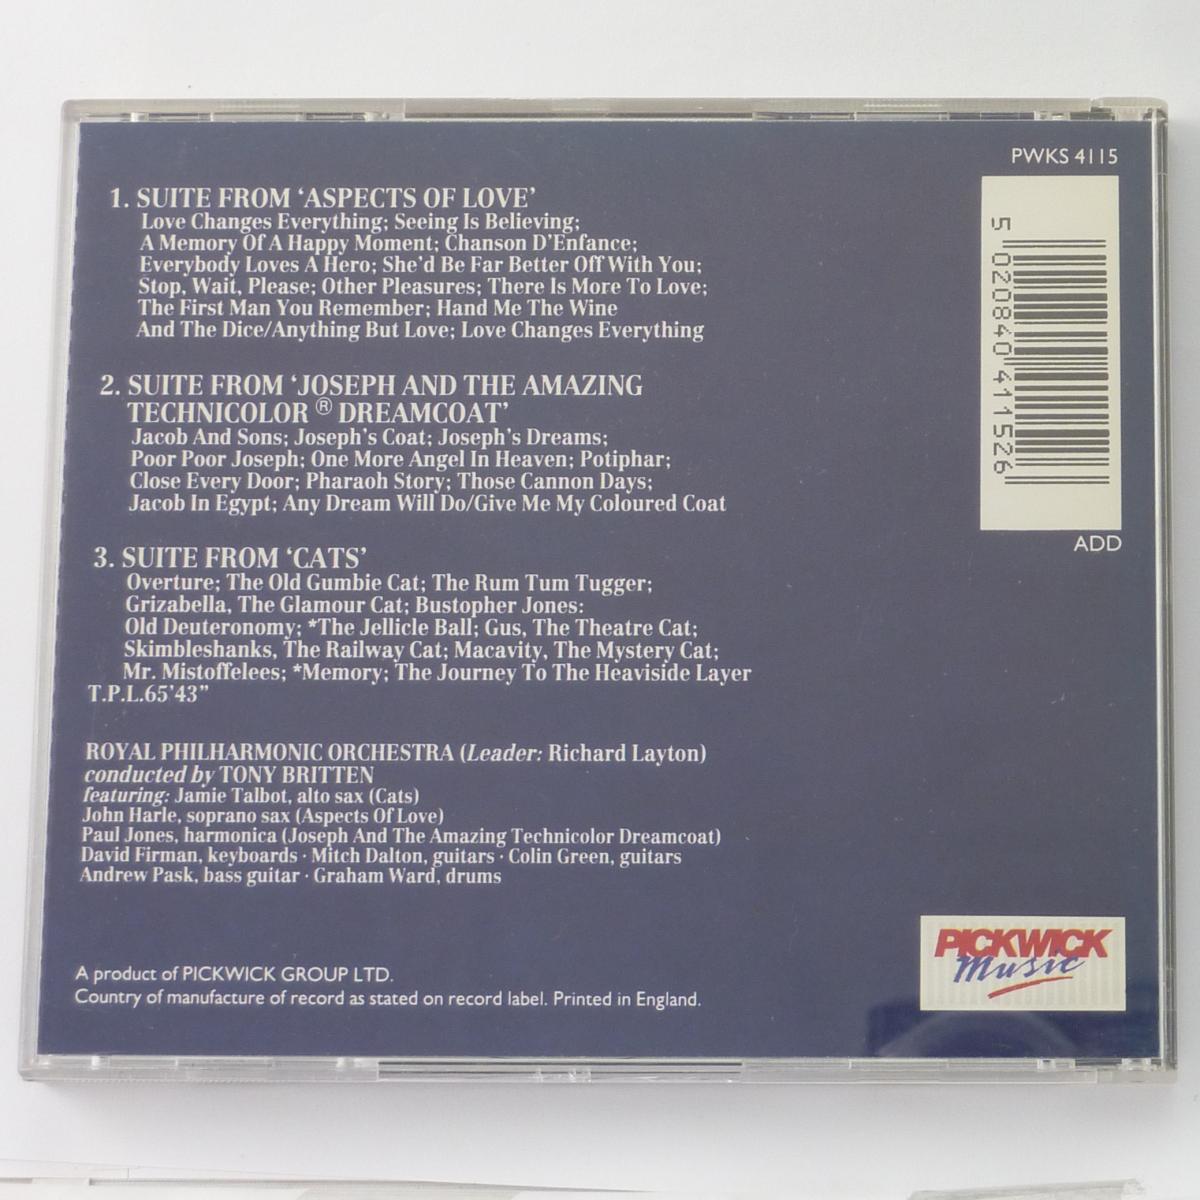 PWKS 4115
1. SUITE FROM ‘ASPECTS OF LOVE’
Love Changes Everything; Seeing Is Believing;
A Memory Of A Happy Moment; Chanson D'Enfance;
Everybody Loves A Hero; She'd Be Far Better Off With You;
Stop, Wait, Please; Other Pleasures; There Is More To Love;
The First Man You Remember; Hand Me The Wine
And The Dice/Anything But Love; Love Changes Everything
2. SUITE FROM ‘JOSEPH AND THE AMAZING
TECHNICOLOR ® DREAMCOAT’
Jacob And Sons; Joseph's Coat; Joseph's Dreams;
Poor Poor Joseph; One More Angel In Heaven; Potiphar;
Close Every Door; Pharaoh Story; Those Cannon Days;
Jacob In Egypt; Any Dream Will Do/Give Me My Coloured Coat
3. SUITE FROM ‘CATS’
Overture; The Old Gumbie Cat; The Rum Tum Tugger;
Grizabella, The Glamour Cat; Bustopher Jones:
Old Deuteronomy; *The Jellicle Ball; Gus, The Theatre Cat;
Skimbleshanks, The Railway Cat; Macavity, The Mystery Cat;
Mr. Mistoffelees; *Memory; The Journey To The Heaviside Layer
T.P.L.65'43”
ROYAL PHILHARMONIC ORCHESTRA (Leader: Richard Layton)
conducted by TONY BRITTEN
featuring: Jamie Talbot, alto sax (Cats)
John Harle, soprano sax (Aspects Of Love)
Paul Jones, harmonica (Joseph And The Amazing Technicolor Dreamcoat)
David Firman, keyboards · Mitch Dalton, guitars · Colin Green, guitars
Andrew Pask, bass guitar · Graham Ward, drums
A product of PICKWICK GROUP LTD.
Country of manufacture of record as stated on record label. Printed in England.
5 020840 411526
ADD
PICKWICK
Music